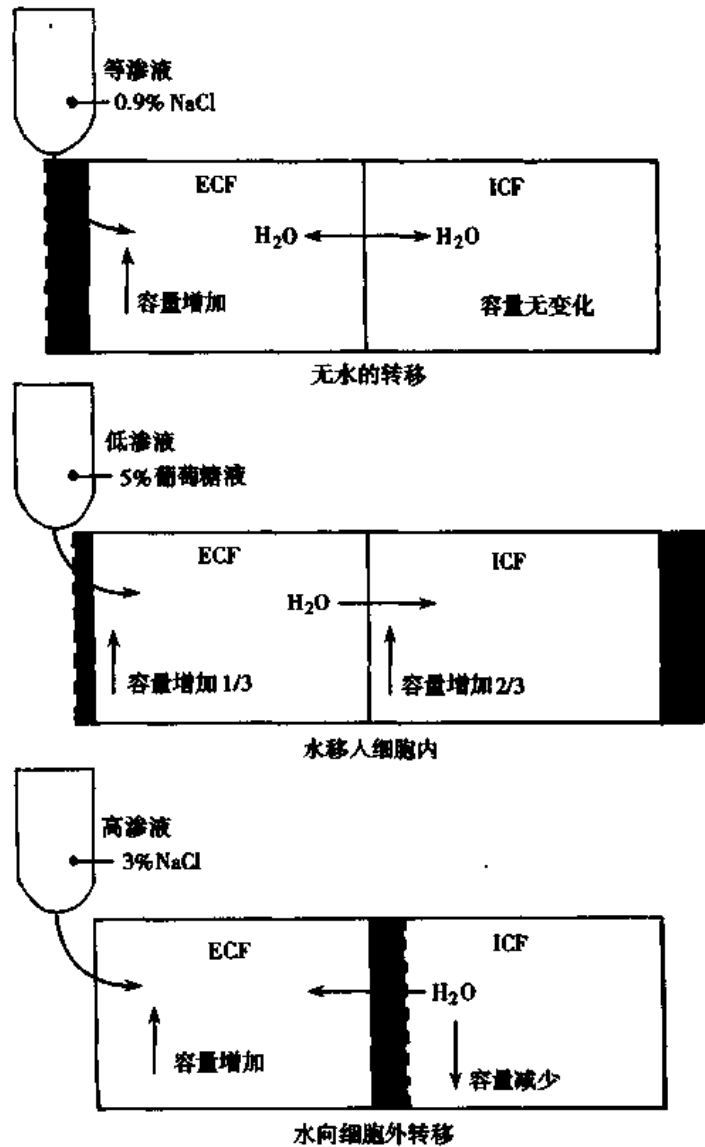 等渗液
0.9% NaCl
ECF
ICF
H₂O
H₂O
容量增加
容量无变化
无水的转移
低渗液
5%葡萄糖液
ECF
ICF
H₂O
容量增加1/3
容量增加2/3
水移人细胞内
高渗液
3%NaCl
ECF
ICF
H₂O
容量增加
容量减少
水向细胞外转移